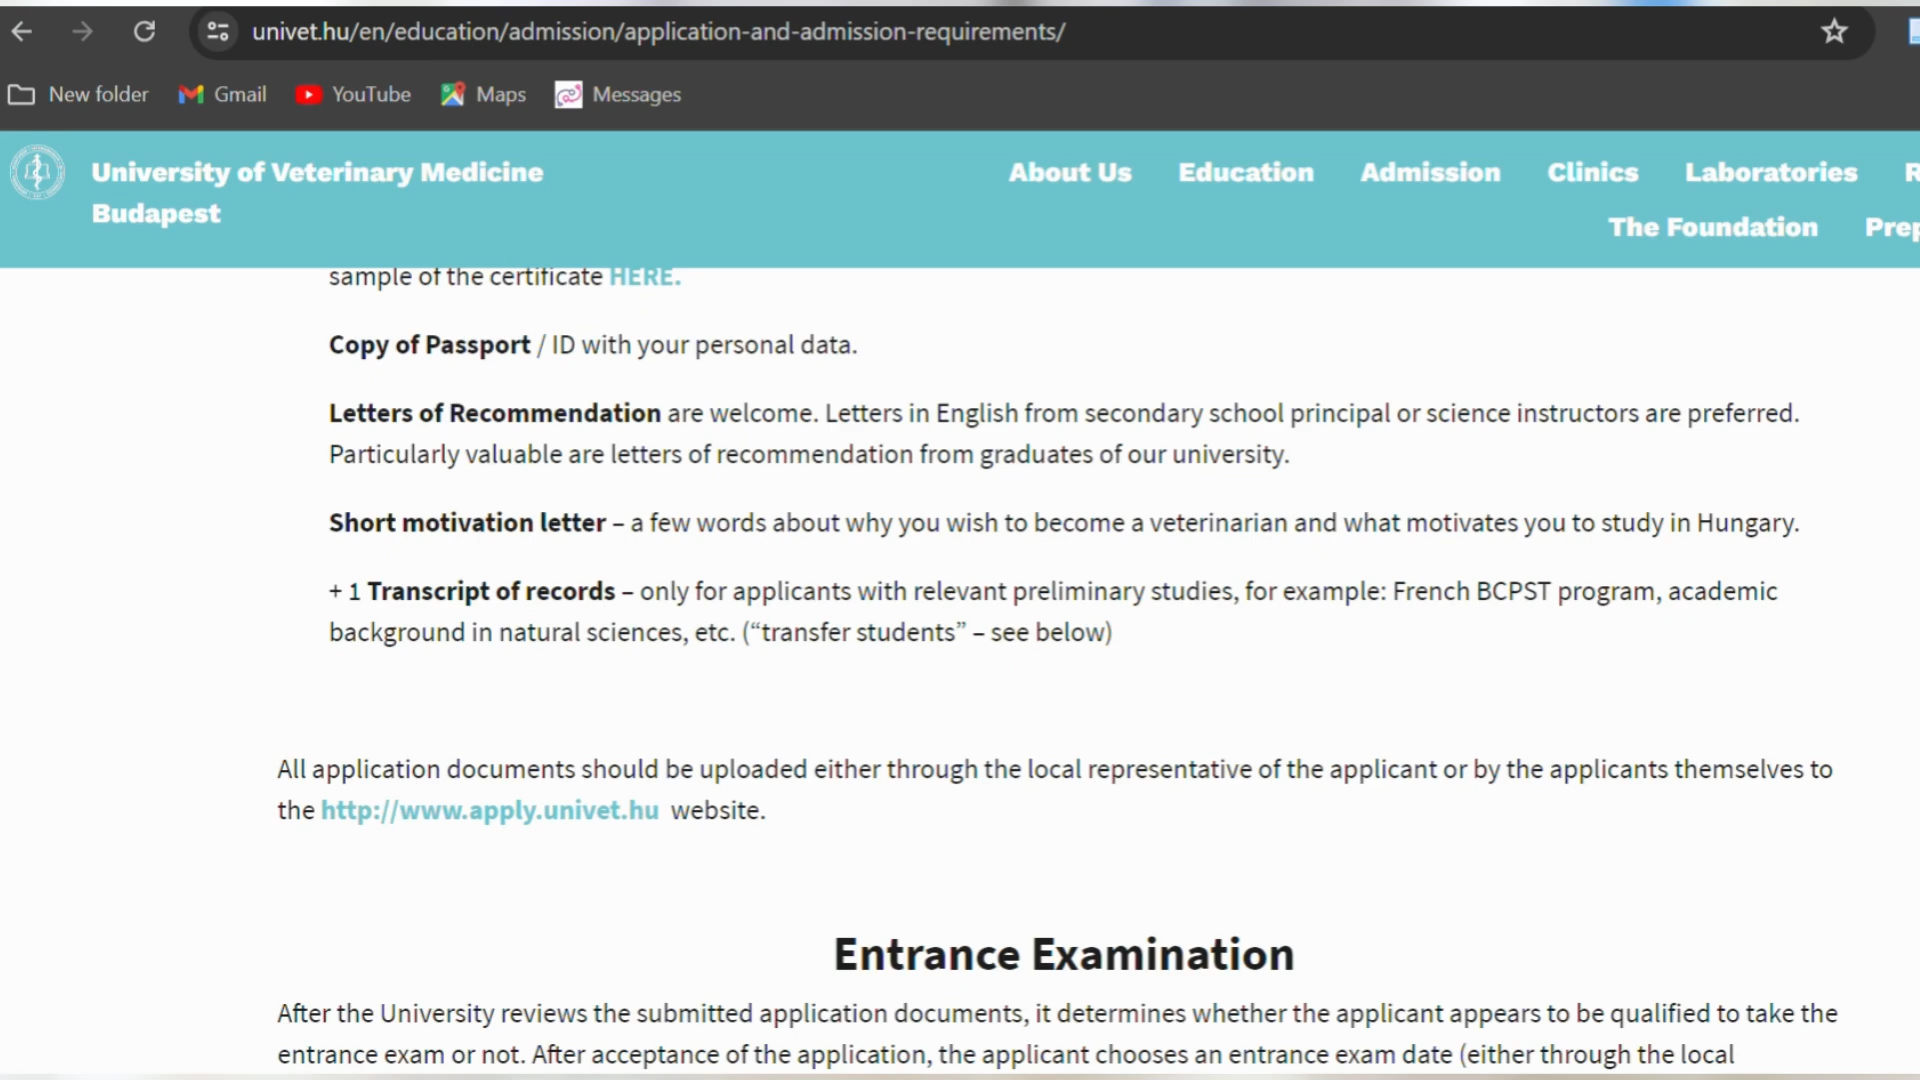 univet.hu/en/education/admission/application-and-admission-requirements/
New folder Gmail YouTube Maps Messages
University of Veterinary Medicine
Budapest
About Us Education Admission Clinics Laboratories
The Foundation
sample of the certificate HERE.
Copy of Passport / ID with your personal data.
Letters of Recommendation are welcome. Letters in English from secondary school principal or science instructors are preferred.
Particularly valuable are letters of recommendation from graduates of our university.
Short motivation letter – a few words about why you wish to become a veterinarian and what motivates you to study in Hungary.
+ 1 Transcript of records – only for applicants with relevant preliminary studies, for example: French BCPST program, academic
background in natural sciences, etc. (“transfer students” – see below)
All application documents should be uploaded either through the local representative of the applicant or by the applicants themselves to
the http://www.apply.univet.hu website.
Entrance Examination
After the University reviews the submitted application documents, it determines whether the applicant appears to be qualified to take the
entrance exam or not. After acceptance of the application, the applicant chooses an entrance exam date (either through the local